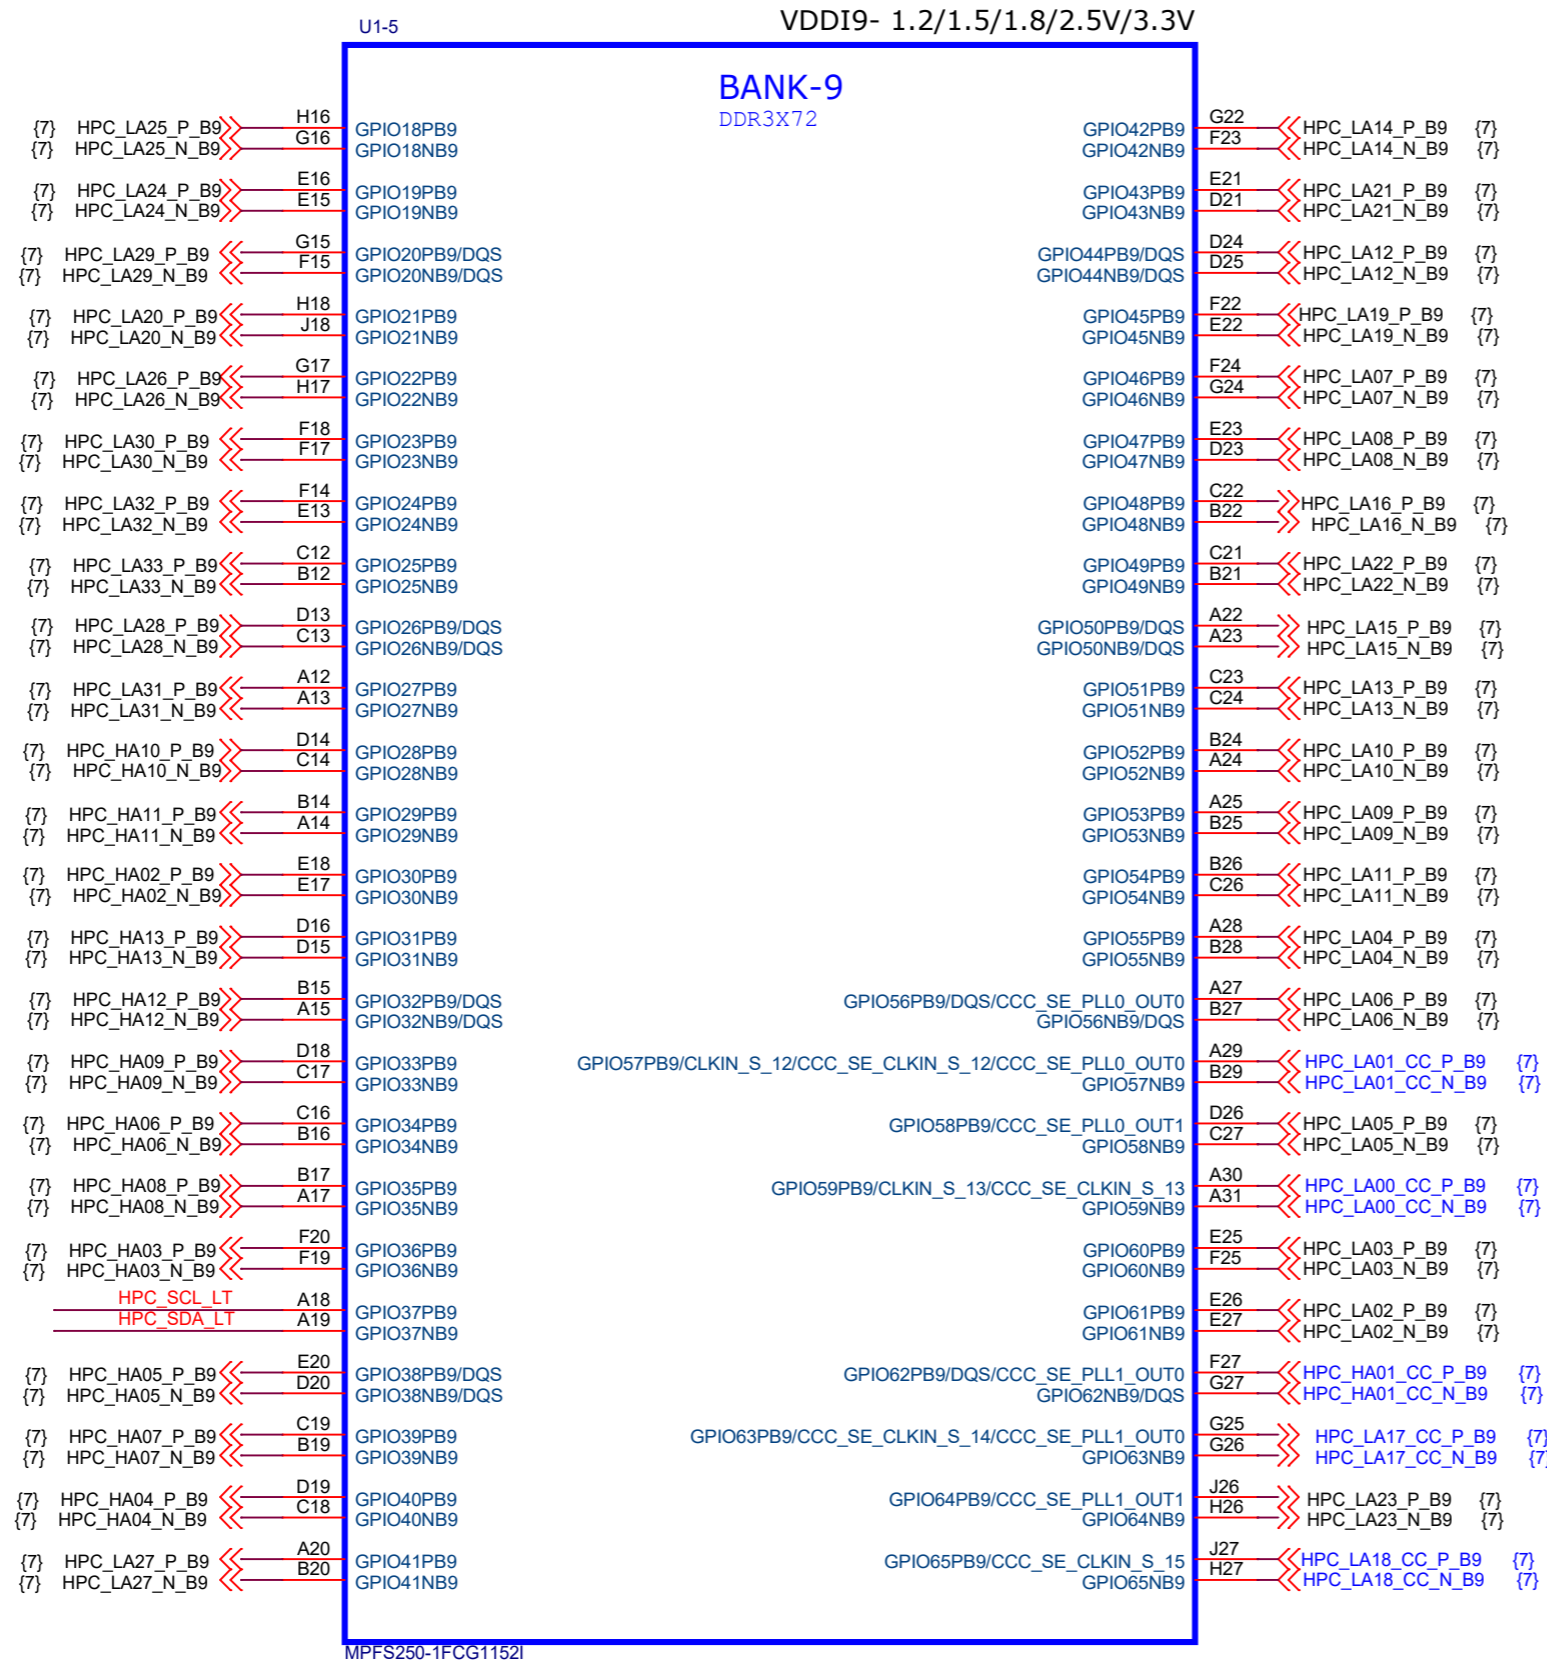 U1-5 VDDI9- 1.2/1.5/1.8/2.5V/3.3V
BANK-9
DDR3X72
{7} HPC_LA25_P_B9 H16 GPIO18PB9 GPIO42PB9 G22 HPC_LA14_P_B9 {7}
{7} HPC_LA25_N_B9 G16 GPIO18NB9 GPIO42NB9 F23 HPC_LA14_N_B9 {7}
{7} HPC_LA24_P_B9 E16 GPIO19PB9 GPIO43PB9 E21 HPC_LA21_P_B9 {7}
{7} HPC_LA24_N_B9 E15 GPIO19NB9 GPIO43NB9 D21 HPC_LA21_N_B9 {7}
{7} HPC_LA29_P_B9 G15 GPIO20PB9/DQS GPIO44PB9/DQS D24 HPC_LA12_P_B9 {7}
{7} HPC_LA29_N_B9 F15 GPIO20NB9/DQS GPIO44NB9/DQS D25 HPC_LA12_N_B9 {7}
{7} HPC_LA20_P_B9 H18 GPIO21PB9 GPIO45PB9 F22 HPC_LA19_P_B9 {7}
{7} HPC_LA20_N_B9 J18 GPIO21NB9 GPIO45NB9 E22 HPC_LA19_N_B9 {7}
{7} HPC_LA26_P_B9 G17 GPIO22PB9 GPIO46PB9 F24 HPC_LA07_P_B9 {7}
{7} HPC_LA26_N_B9 H17 GPIO22NB9 GPIO46NB9 G24 HPC_LA07_N_B9 {7}
{7} HPC_LA30_P_B9 F18 GPIO23PB9 GPIO47PB9 E23 HPC_LA08_P_B9 {7}
{7} HPC_LA30_N_B9 F17 GPIO23NB9 GPIO47NB9 D23 HPC_LA08_N_B9 {7}
{7} HPC_LA32_P_B9 F14 GPIO24PB9 GPIO48PB9 C22 HPC_LA16_P_B9 {7}
{7} HPC_LA32_N_B9 E13 GPIO24NB9 GPIO48NB9 B22 HPC_LA16_N_B9 {7}
{7} HPC_LA33_P_B9 C12 GPIO25PB9 GPIO49PB9 C21 HPC_LA22_P_B9 {7}
{7} HPC_LA33_N_B9 B12 GPIO25NB9 GPIO49NB9 B21 HPC_LA22_N_B9 {7}
{7} HPC_LA28_P_B9 D13 GPIO26PB9/DQS GPIO50PB9/DQS A22 HPC_LA15_P_B9 {7}
{7} HPC_LA28_N_B9 C13 GPIO26NB9/DQS GPIO50NB9/DQS A23 HPC_LA15_N_B9 {7}
{7} HPC_LA31_P_B9 A12 GPIO27PB9 GPIO51PB9 C23 HPC_LA13_P_B9 {7}
{7} HPC_LA31_N_B9 A13 GPIO27NB9 GPIO51NB9 C24 HPC_LA13_N_B9 {7}
{7} HPC_HA10_P_B9 D14 GPIO28PB9 GPIO52PB9 B24 HPC_LA10_P_B9 {7}
{7} HPC_HA10_N_B9 C14 GPIO28NB9 GPIO52NB9 A24 HPC_LA10_N_B9 {7}
{7} HPC_HA11_P_B9 B14 GPIO29PB9 GPIO53PB9 A25 HPC_LA09_P_B9 {7}
{7} HPC_HA11_N_B9 A14 GPIO29NB9 GPIO53NB9 B25 HPC_LA09_N_B9 {7}
{7} HPC_HA02_P_B9 E18 GPIO30PB9 GPIO54PB9 B26 HPC_LA11_P_B9 {7}
{7} HPC_HA02_N_B9 E17 GPIO30NB9 GPIO54NB9 C26 HPC_LA11_N_B9 {7}
{7} HPC_HA13_P_B9 D16 GPIO31PB9 GPIO55PB9 A28 HPC_LA04_P_B9 {7}
{7} HPC_HA13_N_B9 D15 GPIO31NB9 GPIO55NB9 B28 HPC_LA04_N_B9 {7}
{7} HPC_HA12_P_B9 B15 GPIO32PB9/DQS GPIO56PB9/DQS/CCC_SE_PLL0_OUT0 A27 HPC_LA06_P_B9 {7}
{7} HPC_HA12_N_B9 A15 GPIO32NB9/DQS GPIO56NB9/DQS B27 HPC_LA06_N_B9 {7}
{7} HPC_HA09_P_B9 D18 GPIO33PB9 GPIO57PB9/CLKIN_S_12/CCC_SE_CLKIN_S_12/CCC_SE_PLL0_OUT0 A29 HPC_LA01_CC_P_B9 {7}
{7} HPC_HA09_N_B9 C17 GPIO33NB9 GPIO57NB9 B29 HPC_LA01_CC_N_B9 {7}
{7} HPC_HA06_P_B9 C16 GPIO34PB9 GPIO58PB9/CCC_SE_PLL0_OUT1 D26 HPC_LA05_P_B9 {7}
{7} HPC_HA06_N_B9 B16 GPIO34NB9 GPIO58NB9 C27 HPC_LA05_N_B9 {7}
{7} HPC_HA08_P_B9 B17 GPIO35PB9 GPIO59PB9/CLKIN_S_13/CCC_SE_CLKIN_S_13 A30 HPC_LA00_CC_P_B9 {7}
{7} HPC_HA08_N_B9 A17 GPIO35NB9 GPIO59NB9 A31 HPC_LA00_CC_N_B9 {7}
{7} HPC_HA03_P_B9 F20 GPIO36PB9 GPIO60PB9 E25 HPC_LA03_P_B9 {7}
{7} HPC_HA03_N_B9 F19 GPIO36NB9 GPIO60NB9 F25 HPC_LA03_N_B9 {7}
HPC_SCL_LT A18 GPIO37PB9 GPIO61PB9 E26 HPC_LA02_P_B9 {7}
HPC_SDA_LT A19 GPIO37NB9 GPIO61NB9 E27 HPC_LA02_N_B9 {7}
{7} HPC_HA05_P_B9 E20 GPIO38PB9/DQS GPIO62PB9/DQS/CCC_SE_PLL1_OUT0 F27 HPC_HA01_CC_P_B9 {7}
{7} HPC_HA05_N_B9 D20 GPIO38NB9/DQS GPIO62NB9/DQS G27 HPC_HA01_CC_N_B9 {7}
{7} HPC_HA07_P_B9 C19 GPIO39PB9 GPIO63PB9/CCC_SE_CLKIN_S_14/CCC_SE_PLL1_OUT0 G25 HPC_LA17_CC_P_B9 {7}
{7} HPC_HA07_N_B9 B19 GPIO39NB9 GPIO63NB9 G26 HPC_LA17_CC_N_B9 {7}
{7} HPC_HA04_P_B9 D19 GPIO40PB9 GPIO64PB9/CCC_SE_PLL1_OUT1 J26 HPC_LA23_P_B9 {7}
{7} HPC_HA04_N_B9 C18 GPIO40NB9 GPIO64NB9 H26 HPC_LA23_N_B9 {7}
{7} HPC_LA27_P_B9 A20 GPIO41PB9 GPIO65PB9/CCC_SE_CLKIN_S_15 J27 HPC_LA18_CC_P_B9 {7}
{7} HPC_LA27_N_B9 B20 GPIO41NB9 GPIO65NB9 H27 HPC_LA18_CC_N_B9 {7}
MPFS250-1FCG1152I